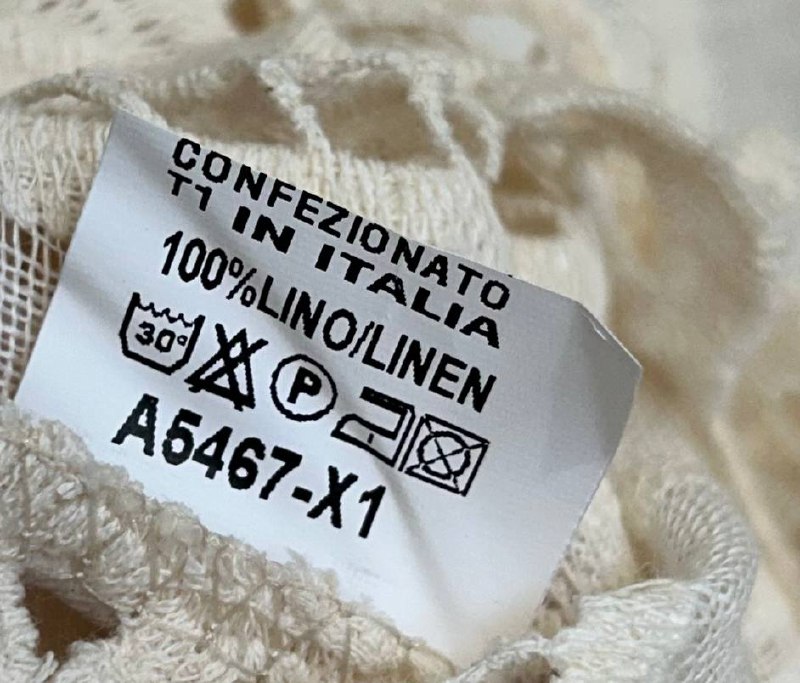 CONFEZIONATO
T1 IN ITALIA
100%LINO/LINEN
30°
P
A5467-X1